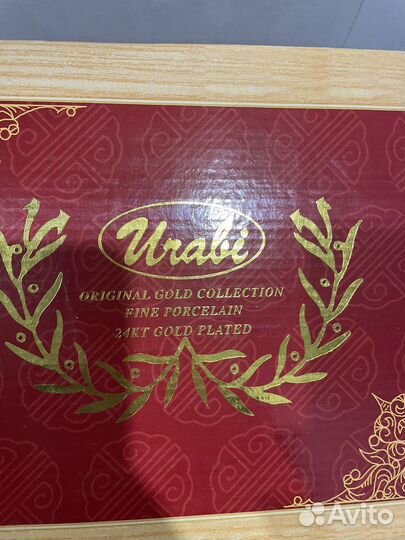 Urabi
ORIGINAL GOLD COLLECTION
FINE PORCELAIN
24KT GOLD PLATED
Avito